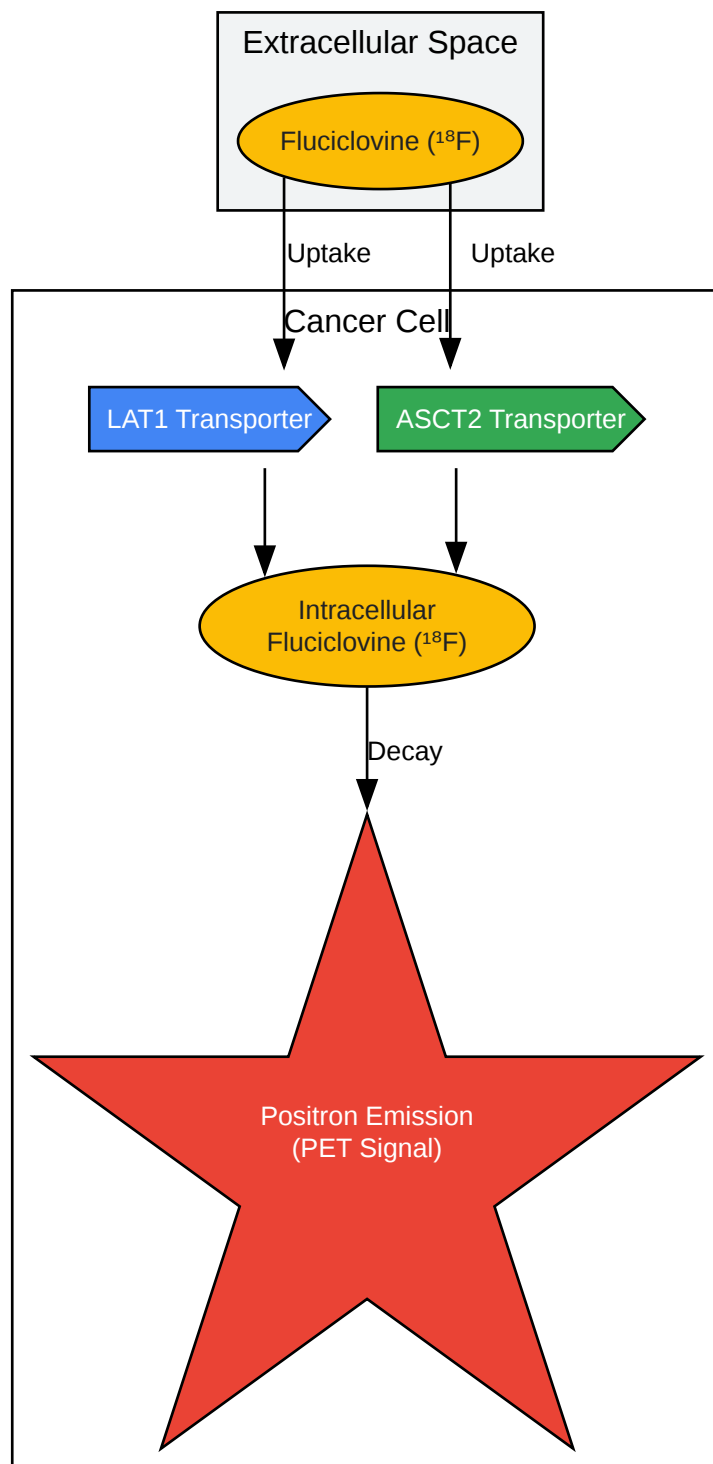 Extracellular Space
Fluciclovine (¹⁸F)
Uptake
Uptake
Cancer Cell
LAT1 Transporter
ASCT2 Transporter
Intracellular
Fluciclovine (¹⁸F)
Decay
Positron Emission
(PET Signal)